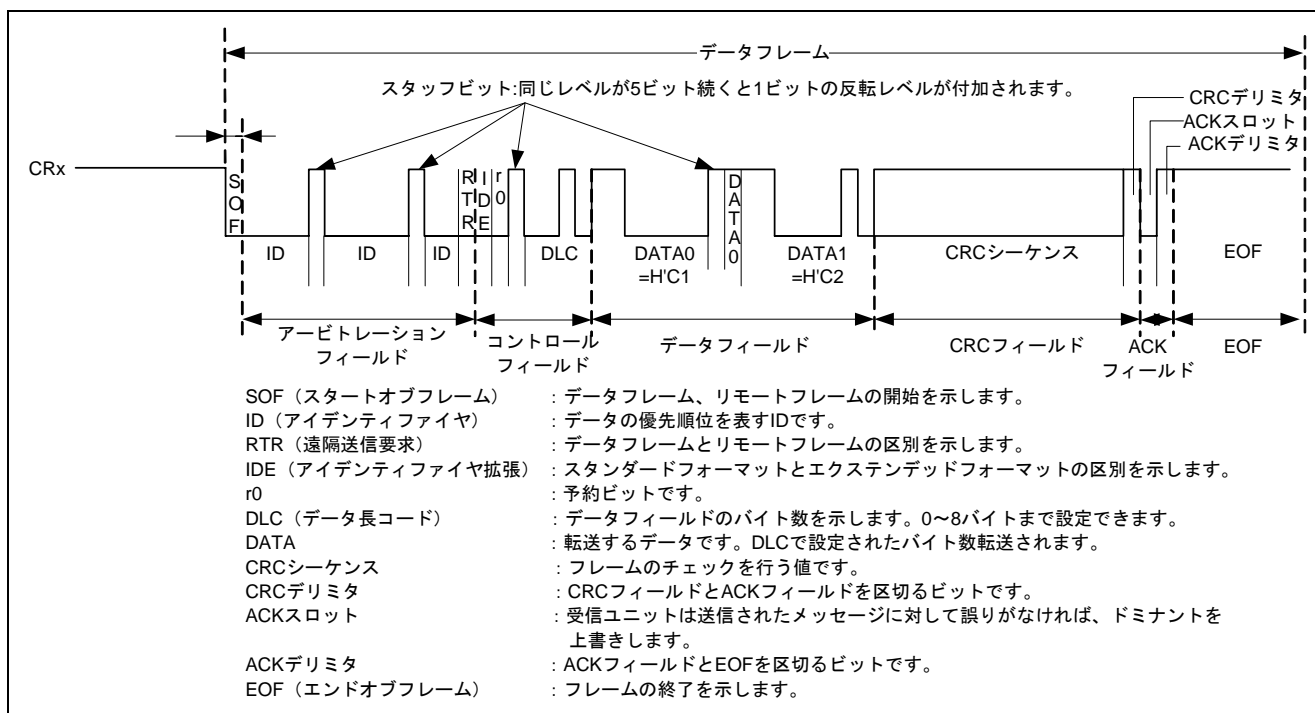 データフレーム
スタッフビット:同じレベルが5ビット続くと1ビットの反転レベルが付加されます。
CRCデリミタ
ACKスロット
ACKデリミタ
CRx
SOF
RTR
IDE
r0
DATA0
ID
ID
ID
DLC
DATA0
=H'C1
DATA1
=H'C2
CRCシーケンス
EOF
アービトレーション
フィールド
コントロール
フィールド
データフィールド
CRCフィールド
ACK
フィールド
EOF
SOF（スタートオブフレーム）：データフレーム、リモートフレームの開始を示します。
ID（アイデンティファイヤ）：データの優先順位を表すIDです。
RTR（遠隔送信要求）：データフレームとリモートフレームの区別を示します。
IDE（アイデンティファイヤ拡張）：スタンダードフォーマットとエクステンデッドフォーマットの区別を示します。
r0：予約ビットです。
DLC（データ長コード）：データフィールドのバイト数を示します。0～8バイトまで設定できます。
DATA：転送するデータです。DLCで設定されたバイト数転送されます。
CRCシーケンス：フレームのチェックを行う値です。
CRCデリミタ：CRCフィールドとACKフィールドを区切るビットです。
ACKスロット：受信ユニットは送信されたメッセージに対して誤りがなければ、ドミナントを
上書きします。
ACKデリミタ：ACKフィールドとEOFを区切るビットです。
EOF（エンドオブフレーム）：フレームの終了を示します。